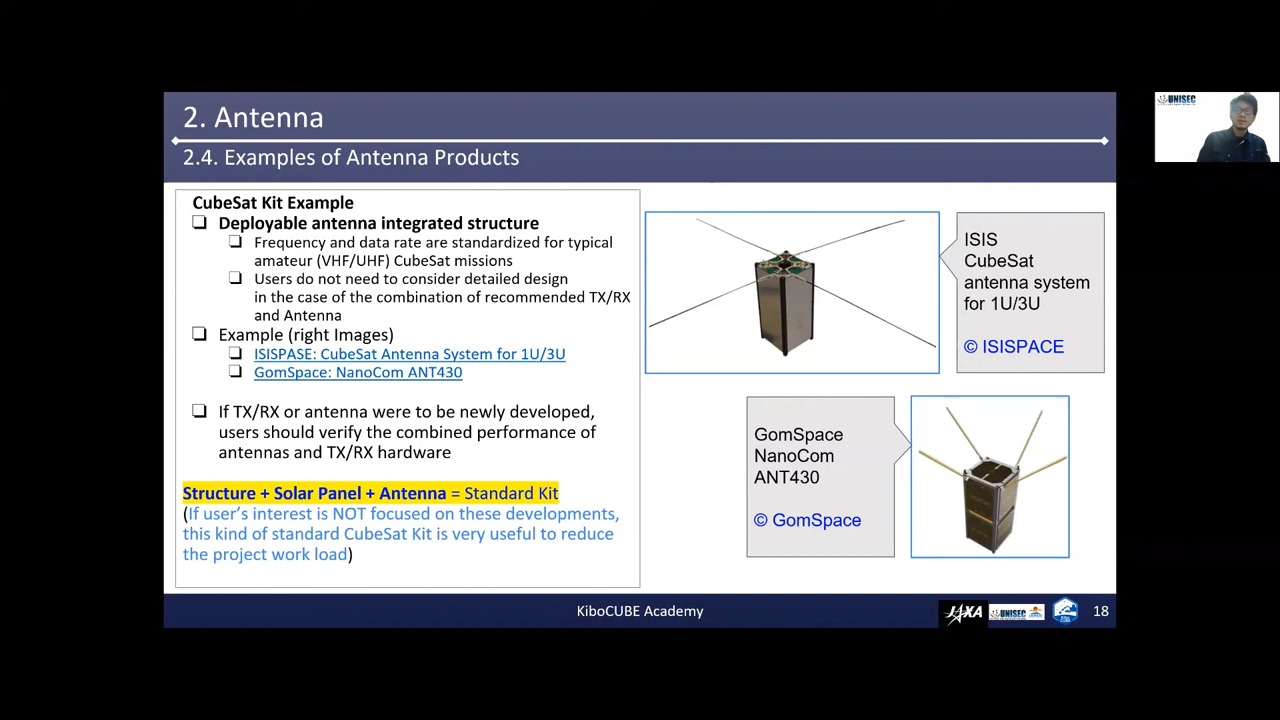 2. Antenna
2.4. Examples of Antenna Products
CubeSat Kit Example
❑ Deployable antenna integrated structure
❑ Frequency and data rate are standardized for typical
amateur (VHF/UHF) CubeSat missions
❑ Users do not need to consider detailed design
in the case of the combination of recommended TX/RX
and Antenna
❑ Example (right Images)
❑ ISISPASE: CubeSat Antenna System for 1U/3U
❑ GomSpace: NanoCom ANT430
❑ If TX/RX or antenna were to be newly developed,
users should verify the combined performance of
antennas and TX/RX hardware
Structure + Solar Panel + Antenna = Standard Kit
(If user's interest is NOT focused on these developments,
this kind of standard CubeSat Kit is very useful to reduce
the project work load)
ISIS
CubeSat
antenna system
for 1U/3U
© ISISPACE
GomSpace
NanoCom
ANT430
© GomSpace
KiboCUBE Academy
JAXA
UNISEC
18
UNISEC